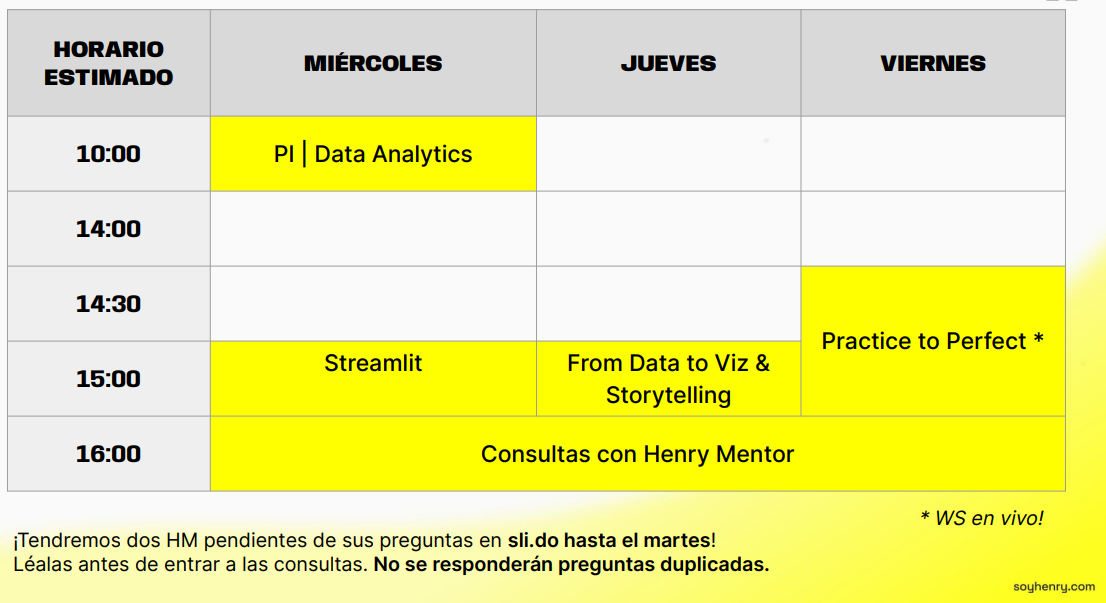 HORARIO
ESTIMADO
MIÉRCOLES
JUEVES
VIERNES
10:00
PI | Data Analytics
14:00
14:30
Practice to Perfect *
15:00
Streamlit
From Data to Viz &
Storytelling
16:00
Consultas con Henry Mentor
* WS en vivo!
¡Tendremos dos HM pendientes de sus preguntas en sli.do hasta el martes!
Léalas antes de entrar a las consultas. No se responderán preguntas duplicadas.
soyhenry.com